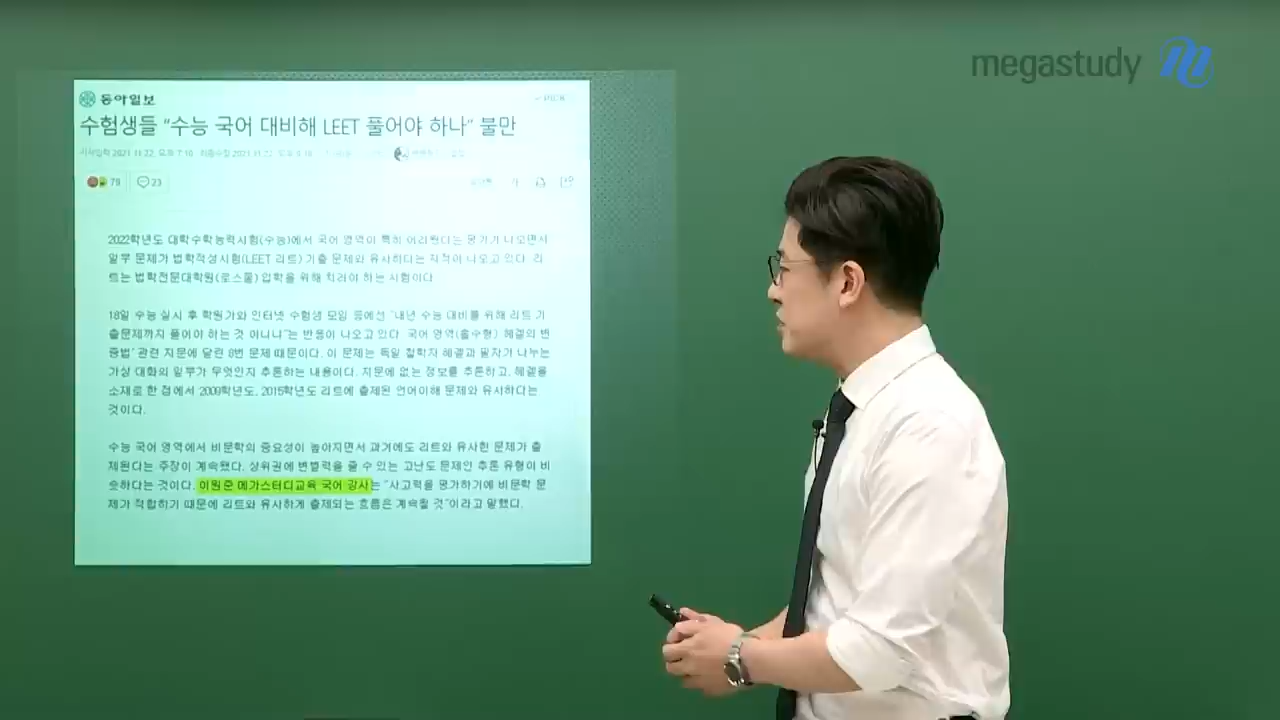 megastudy
동아일보
수험생들 “수능 국어 대비해 LEET 풀어야 하나” 불만
79 23
2022학년도 대학수학능력시험(수능)에서 국어 영역이 특히 어려웠다는 평가가 나오면서
일부 문제가 법학적성시험(LEET·리트) 기출 문제와 유사하다는 지적이 나오고 있다. 리
트는 법학전문대학원(로스쿨) 입학을 위해 치러야 하는 시험이다.
18일 수능 실시 후 학원가와 인터넷 수험생 모임 등에선 “내년 수능 대비를 위해 리트 기
출문제까지 풀어야 하는 것 아니냐”는 반응이 나오고 있다. 국어 영역(홀수형) ‘헤겔의 변
증법’ 관련 지문에 달린 8번 문제 때문이다. 이 문제는 독일 철학자 헤겔과 필자가 나누는
가상 대화의 일부가 무엇인지 추론하는 내용이다. 지문에 없는 정보를 추론하고, 헤겔을
소재로 한 점에서 2009학년도, 2015학년도 리트에 출제된 언어이해 문제와 유사하다는
것이다.
수능 국어 영역에서 비문학의 중요성이 높아지면서 과거에도 리트와 유사한 문제가 출
제된다는 주장이 계속됐다. 상위권에 변별력을 줄 수 있는 고난도 문제인 추론 유형이 비
슷하다는 것이다. 이원준 메가스터디교육 국어 강사는 “사고력을 평가하기에 비문학 문
제가 적합하기 때문에 리트와 유사하게 출제되는 흐름은 계속될 것”이라고 말했다.